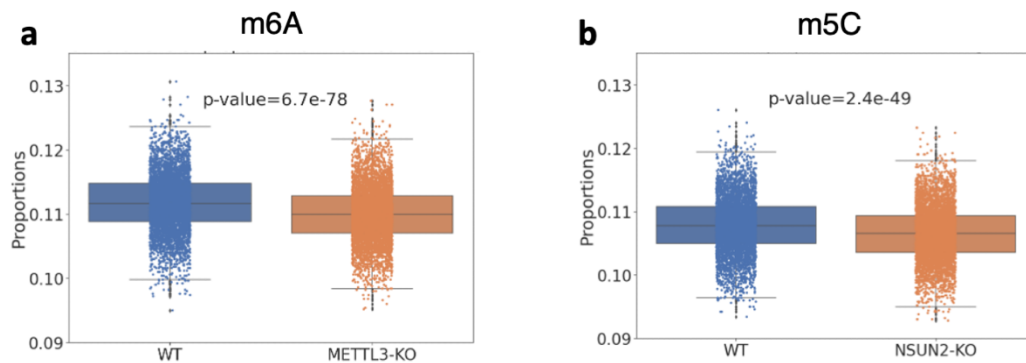 a
m6A
p-value=6.7e-78
Proportions
0.13
0.12
0.11
0.10
0.09
WT
METTL3-KO
b
m5C
p-value=2.4e-49
Proportions
0.13
0.12
0.11
0.10
0.09
WT
NSUN2-KO